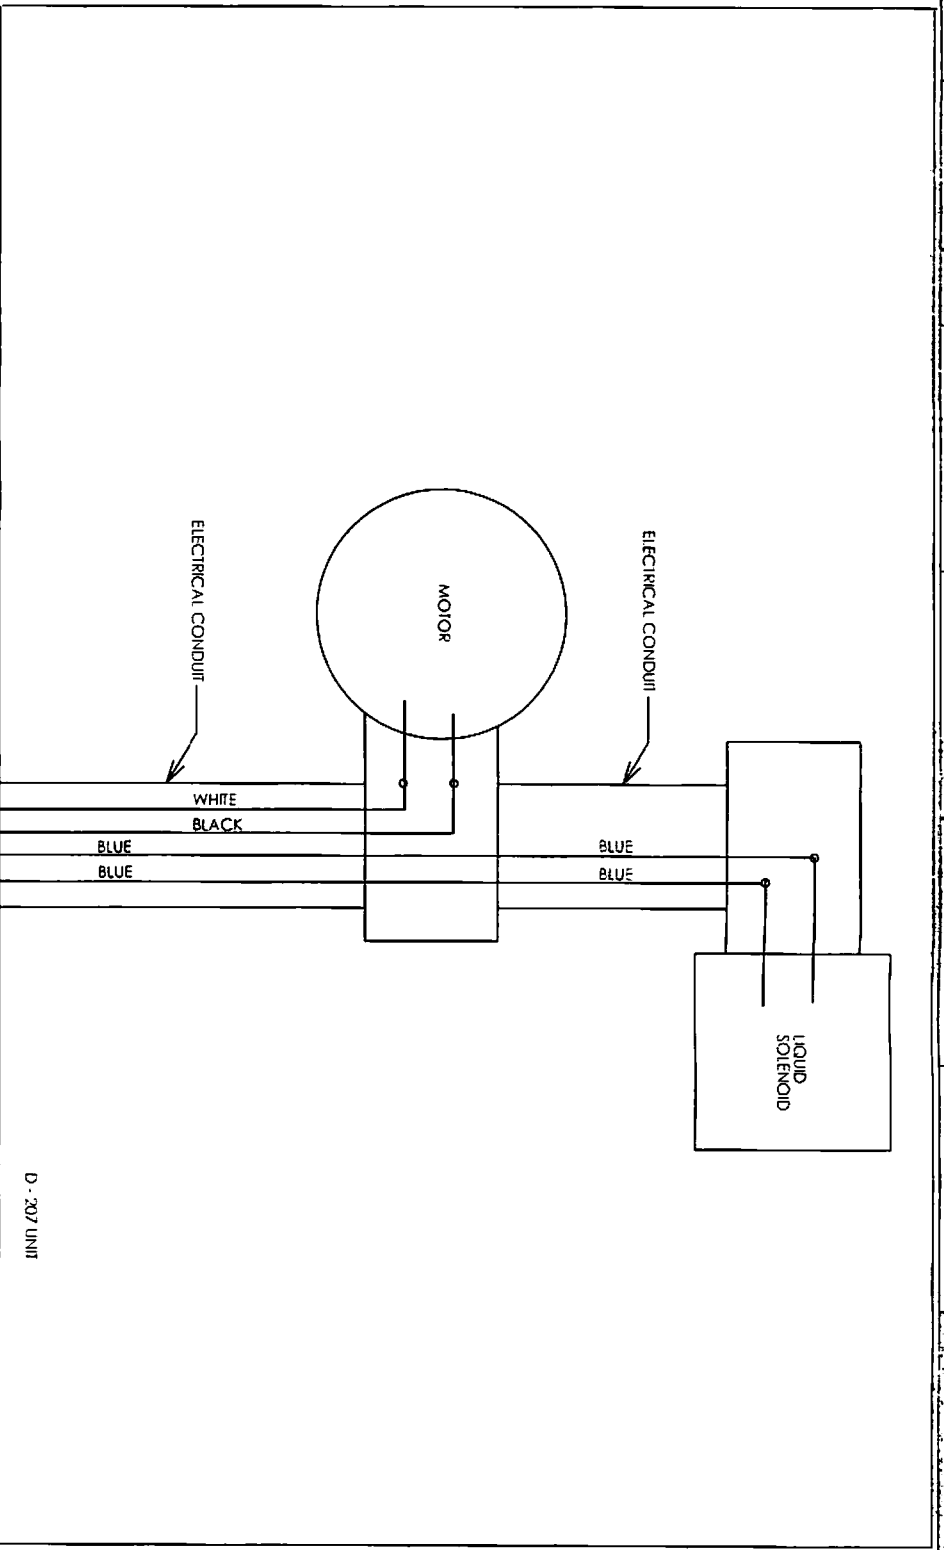 ELECTRICAL CONDUIT
ELECTRICAL CONDUIT
MOTOR
WHITE
BLACK
BLUE
BLUE
BLUE
BLUE
LIQUID
SOLENOID
D - 207 UNIT